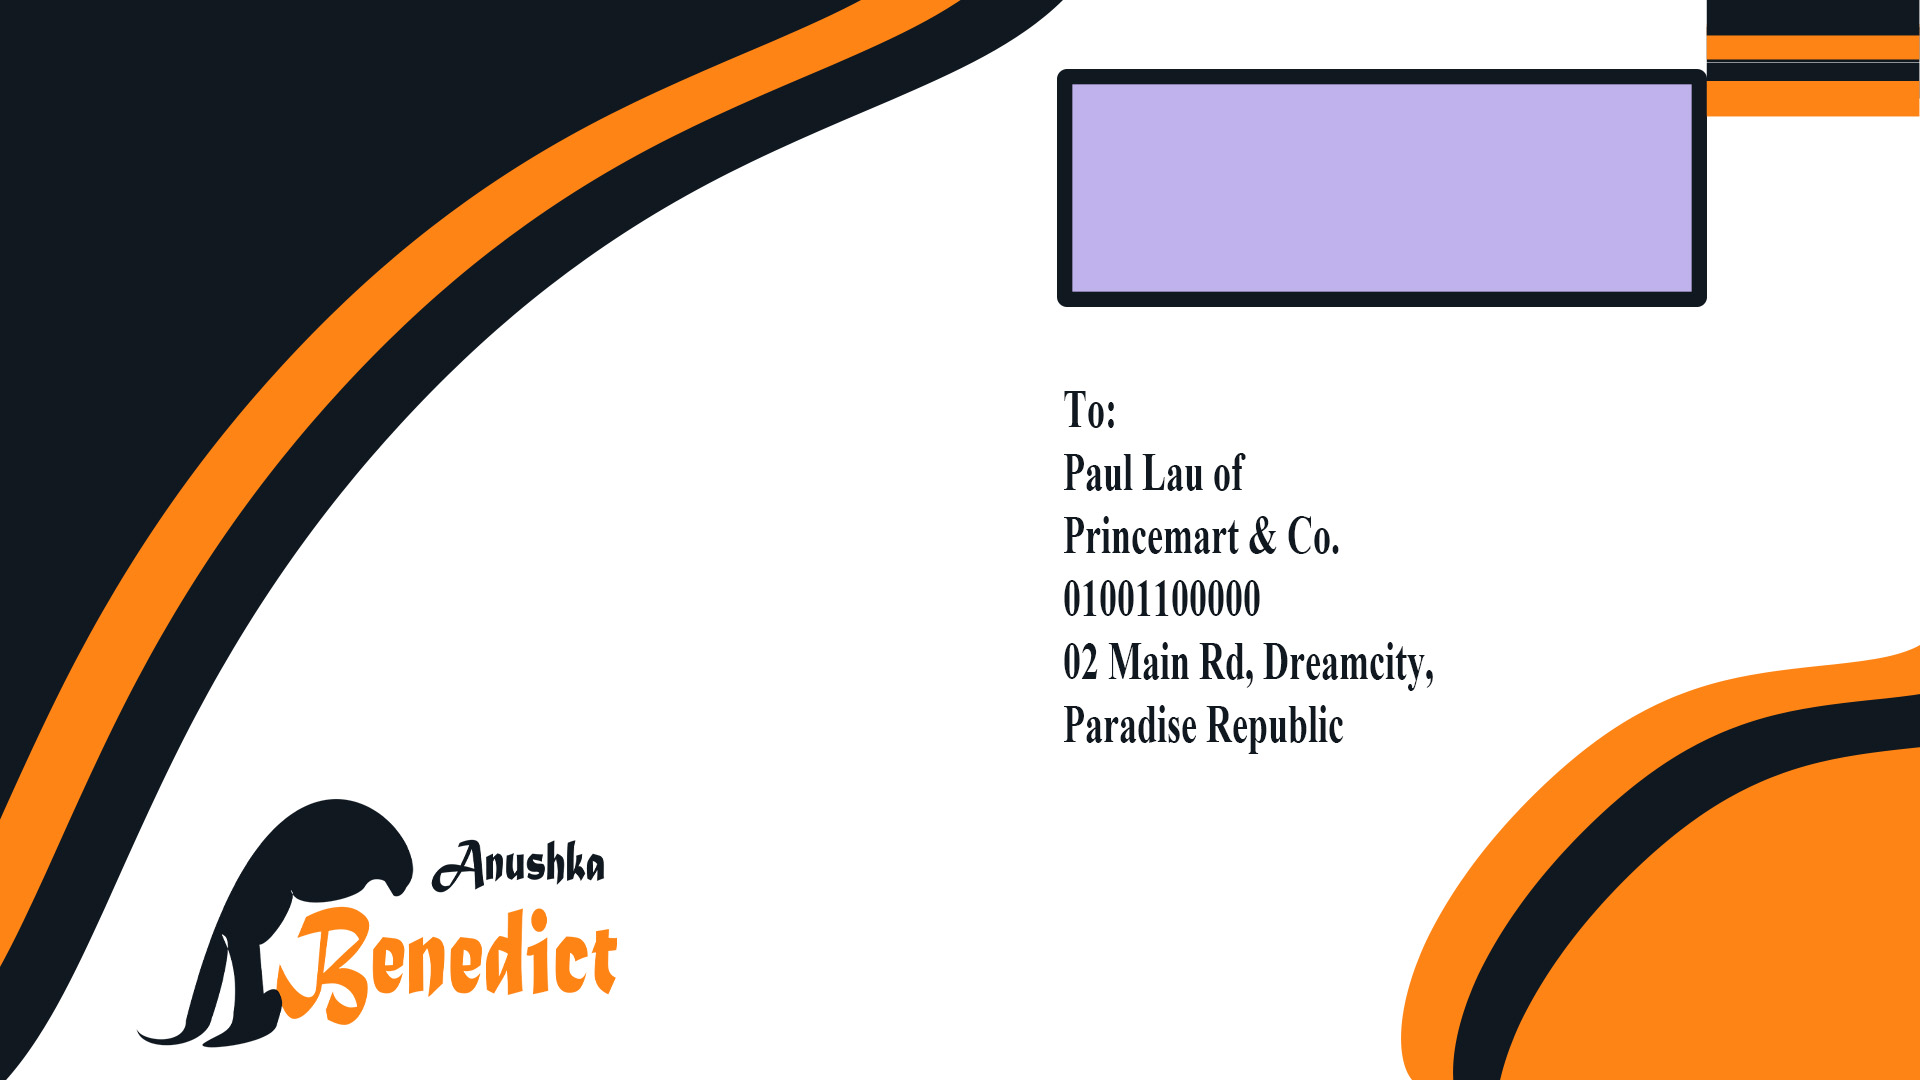 To:
Paul Lau of
Princemart & Co.
01001100000
02 Main Rd, Dreamcity,
Paradise Republic
Anushka
Benedict